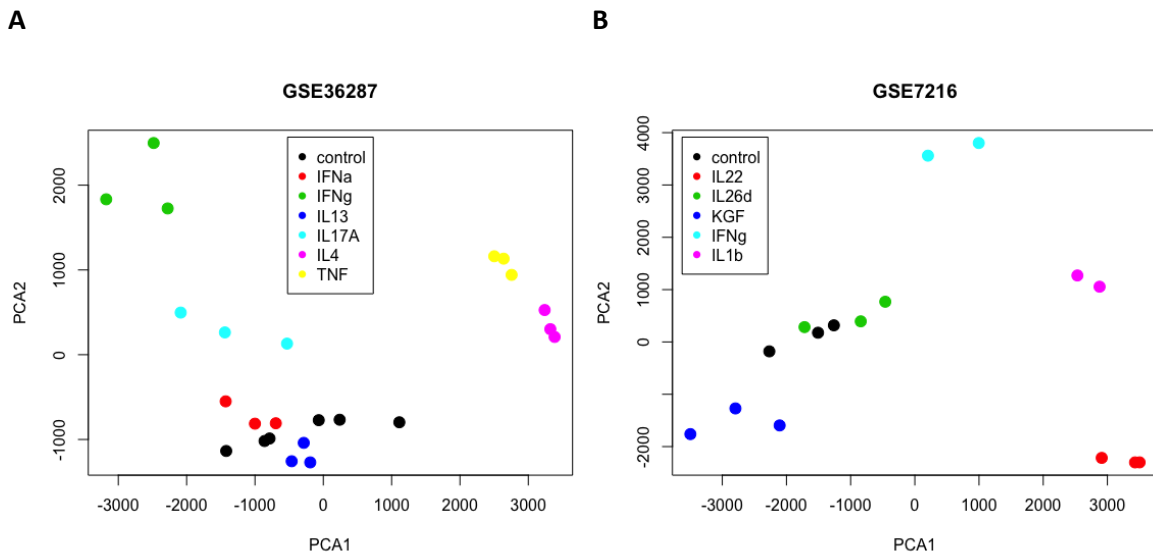 A
B
GSE36287
control
IFNa
IFNg
IL13
IL17A
IL4
TNF
PCA2
2000
1000
0
-1000
-3000 -2000 -1000 0 1000 2000 3000
PCA1
GSE7216
control
IL22
IL26d
KGF
IFNg
IL1b
PCA2
4000
3000
2000
1000
0
-2000
-3000 -2000 -1000 0 1000 2000 3000
PCA1